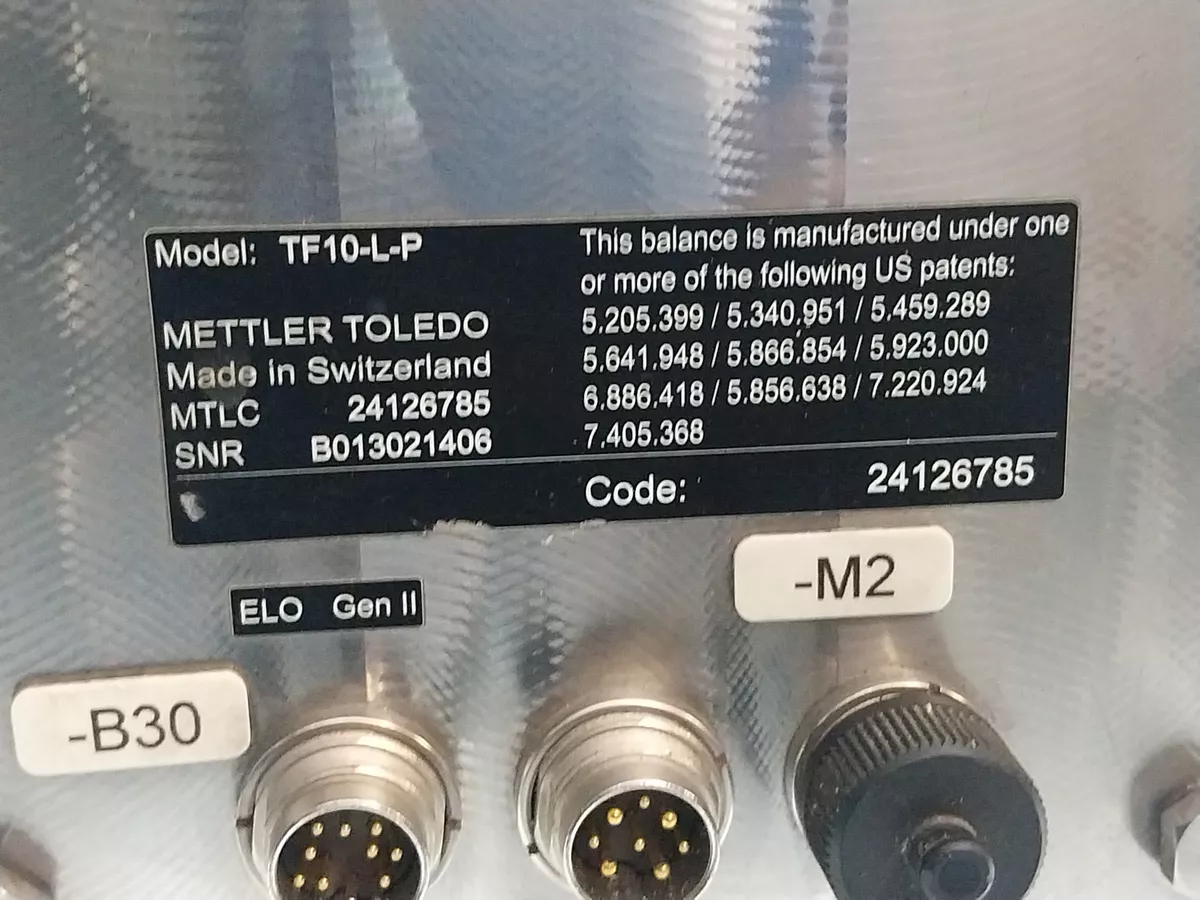 Model: TF10-L-P
METTLER TOLEDO
Made in Switzerland
MTLC 24126785
SNR B013021406
This balance is manufactured under one
or more of the following US patents:
5.205.399 / 5.340.951 / 5.459.289
5.641.948 / 5.866.854 / 5.923.000
6.886.418 / 5.856.638 / 7.220.924
7.405.368
Code: 24126785
ELO Gen II
-M2
-B30